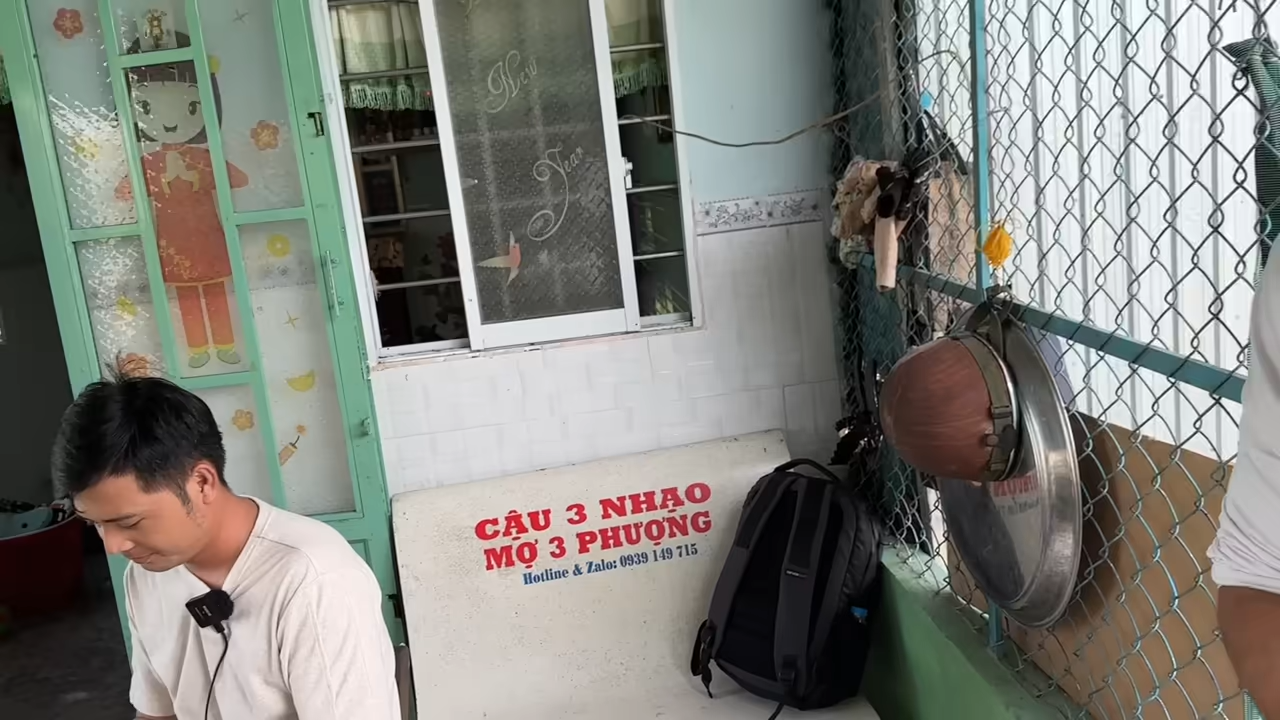 New
Year
CẬU 3 NHẠO
MỢ 3 PHƯỢNG
Hotline & Zalo: 0939 149 715